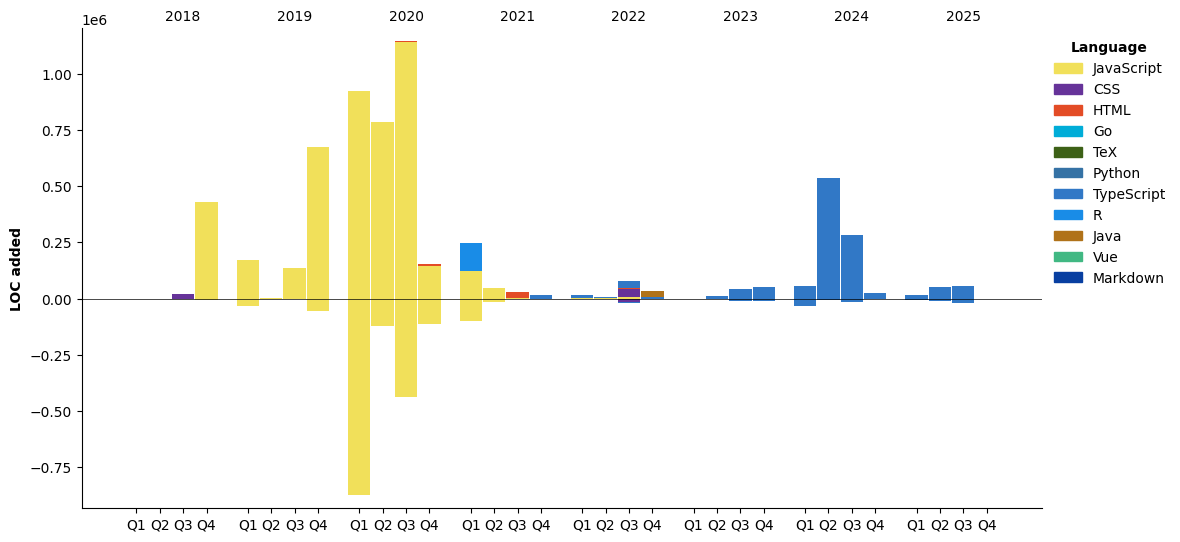 1e6
2018 2019 2020 2021 2022 2023 2024 2025
LOC added
1.00
0.75
0.50
0.25
0.00
−0.25
−0.50
−0.75
Q1 Q2 Q3 Q4 Q1 Q2 Q3 Q4 Q1 Q2 Q3 Q4 Q1 Q2 Q3 Q4 Q1 Q2 Q3 Q4 Q1 Q2 Q3 Q4 Q1 Q2 Q3 Q4 Q1 Q2 Q3 Q4
Language
JavaScript
CSS
HTML
Go
TeX
Python
TypeScript
R
Java
Vue
Markdown